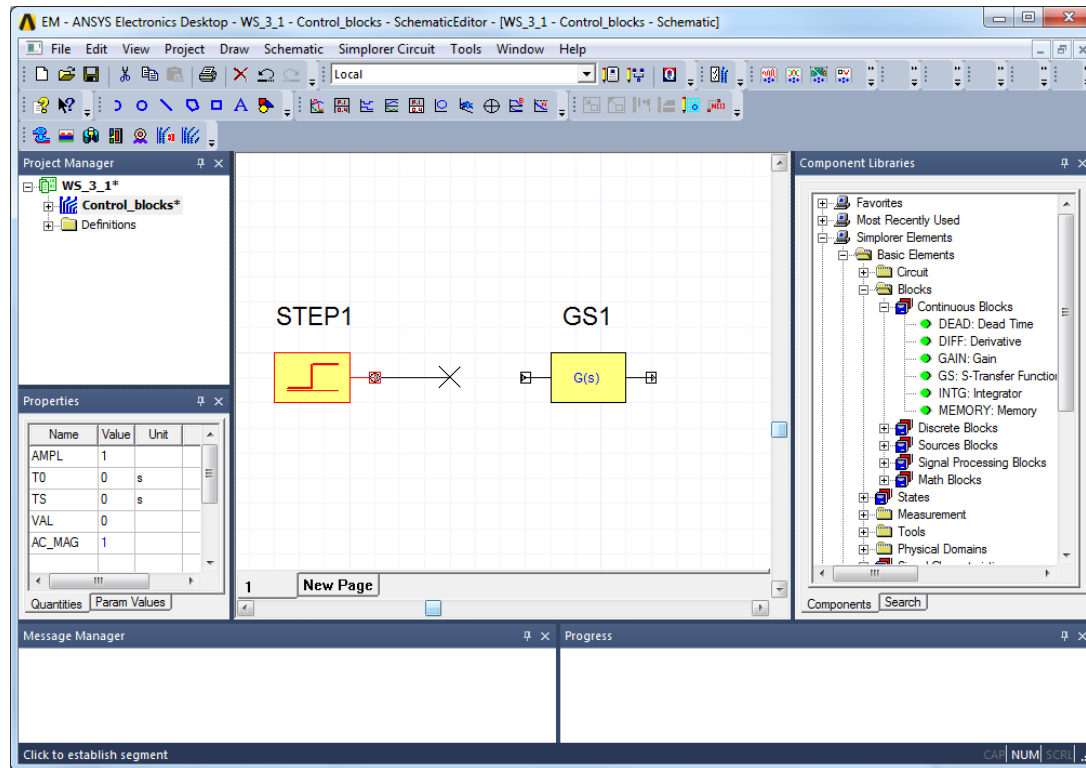 EM - ANSYS Electronics Desktop - WS_3_1 - Control_blocks - SchematicEditor - [WS_3_1 - Control_blocks - Schematic]
File Edit View Project Draw Schematic Simplorer Circuit Tools Window Help
Local
Project Manager
WS_3_1*
Control_blocks*
Definitions
Properties
Name Value Unit
AMPL 1
T0 0 s
TS 0 s
VAL 0
AC_MAG 1
Quantities Param Values
STEP1
GS1
G(s)
1 New Page
Component Libraries
Favorites
Most Recently Used
Simplorer Elements
Basic Elements
Circuit
Blocks
Continuous Blocks
DEAD: Dead Time
DIFF: Derivative
GAIN: Gain
GS: S-Transfer Function
INTG: Integrator
MEMORY: Memory
Discrete Blocks
Sources Blocks
Signal Processing Blocks
Math Blocks
States
Measurement
Tools
Physical Domains
Components Search
Message Manager
Progress
Click to establish segment
CAP NUM SCRL